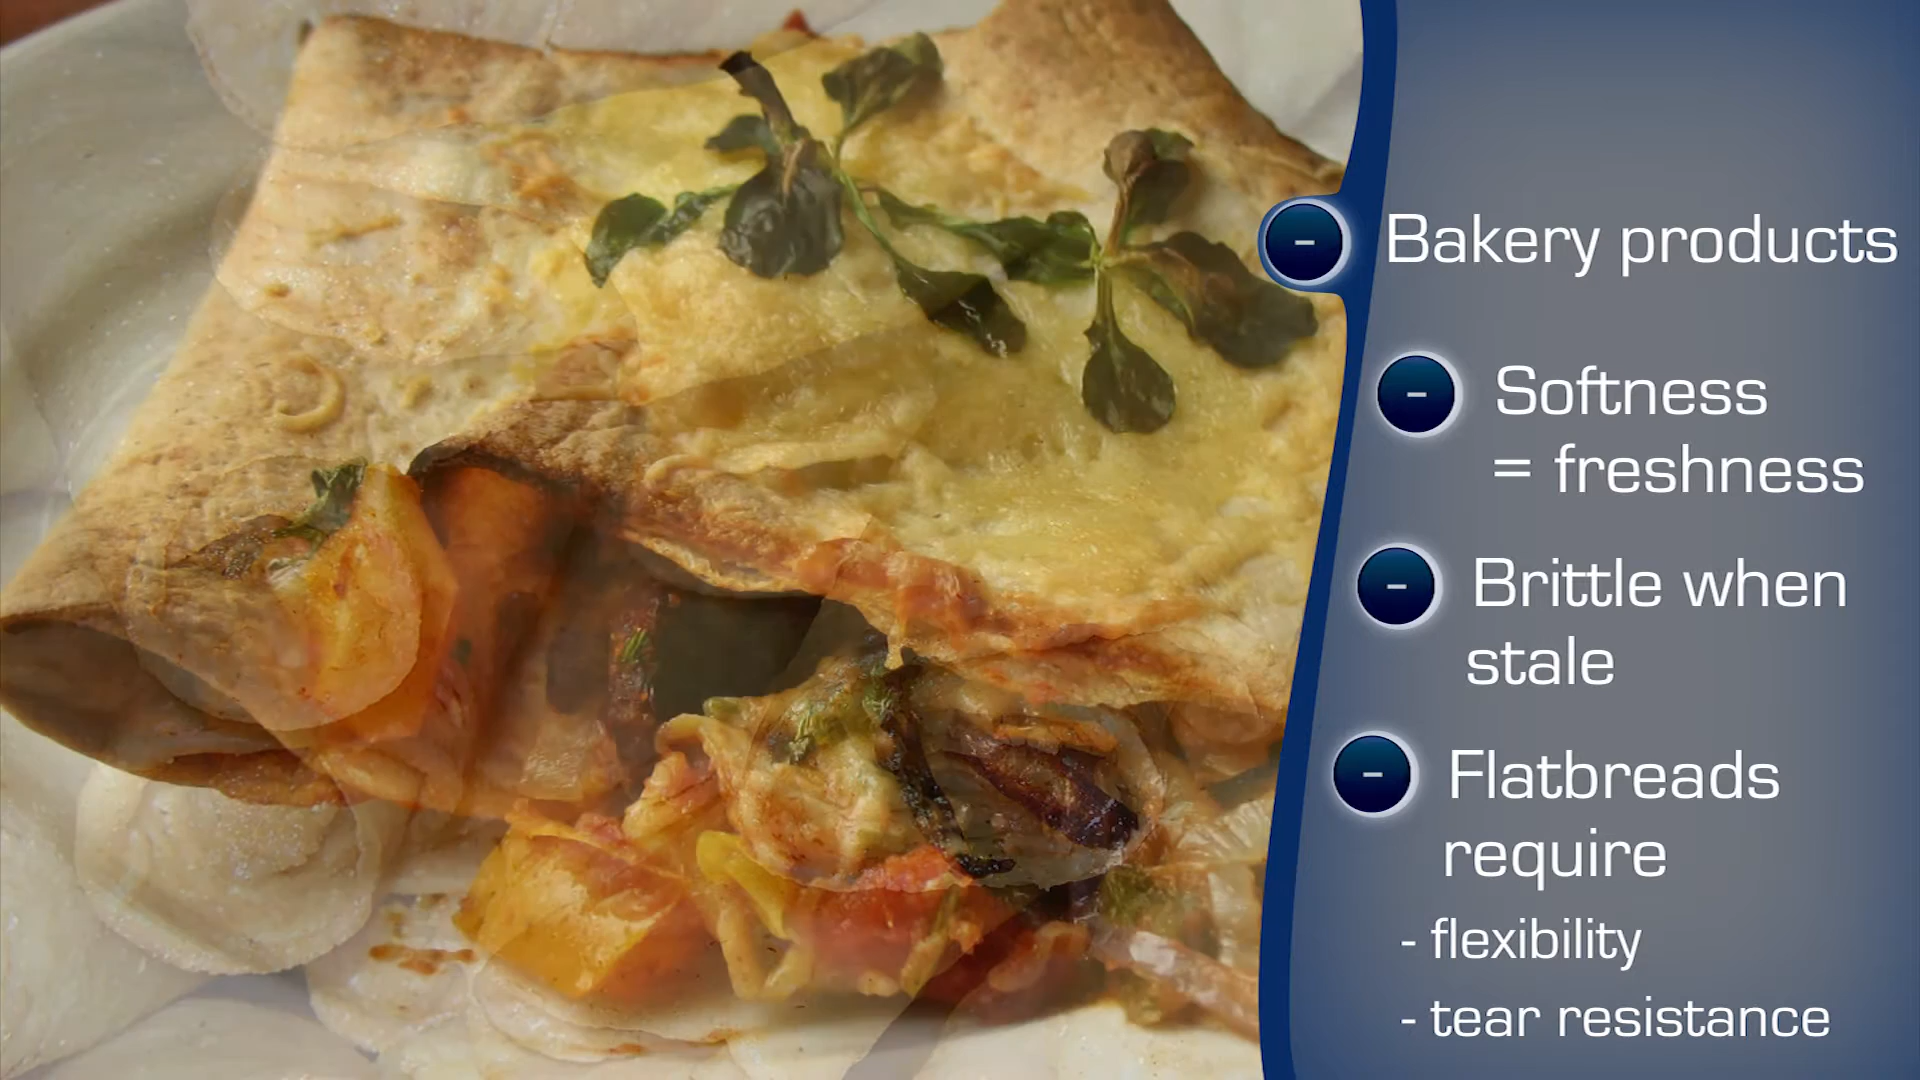 - Bakery products
- Softness
= freshness
- Brittle when
stale
- Flatbreads
require
- flexibility
- tear resistance